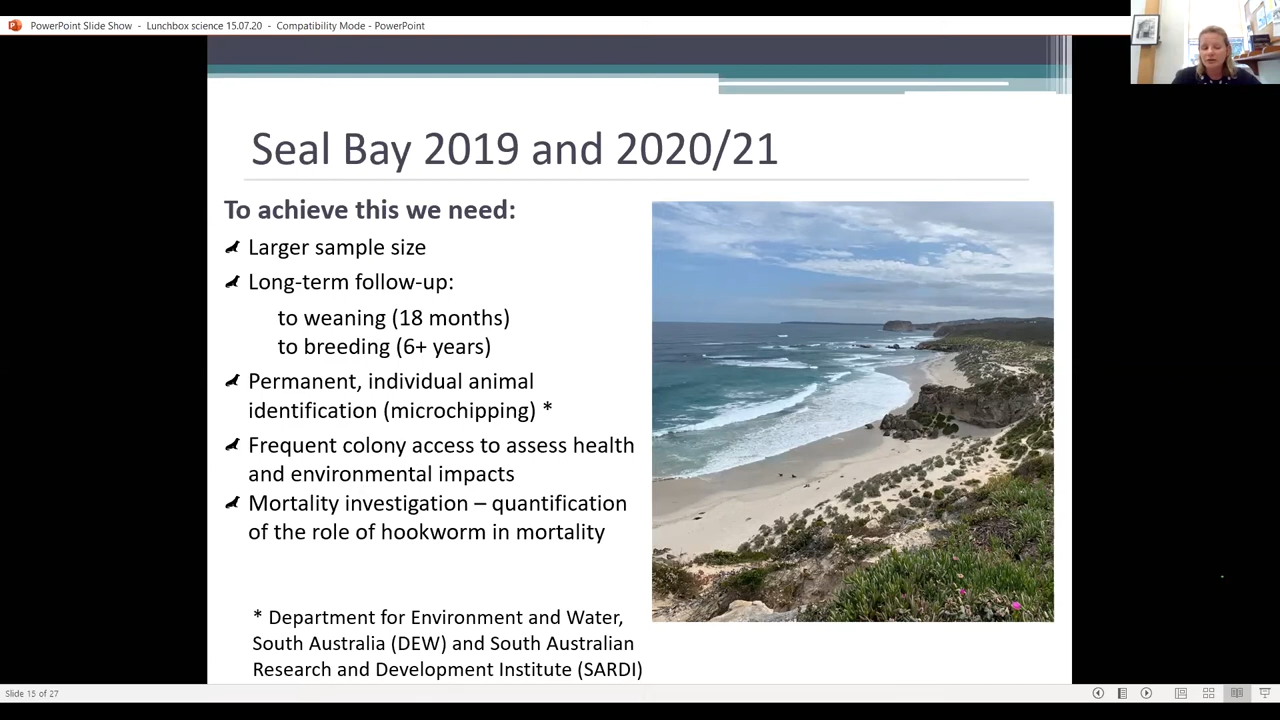 PowerPoint Slide Show - Lunchbox science 15.07.20 - Compatibility Mode - PowerPoint
Seal Bay 2019 and 2020/21
To achieve this we need:
Larger sample size
Long-term follow-up:
to weaning (18 months)
to breeding (6+ years)
Permanent, individual animal
identification (microchipping) *
Frequent colony access to assess health
and environmental impacts
Mortality investigation – quantification
of the role of hookworm in mortality
* Department for Environment and Water,
South Australia (DEW) and South Australian
Research and Development Institute (SARDI)
Slide 15 of 27